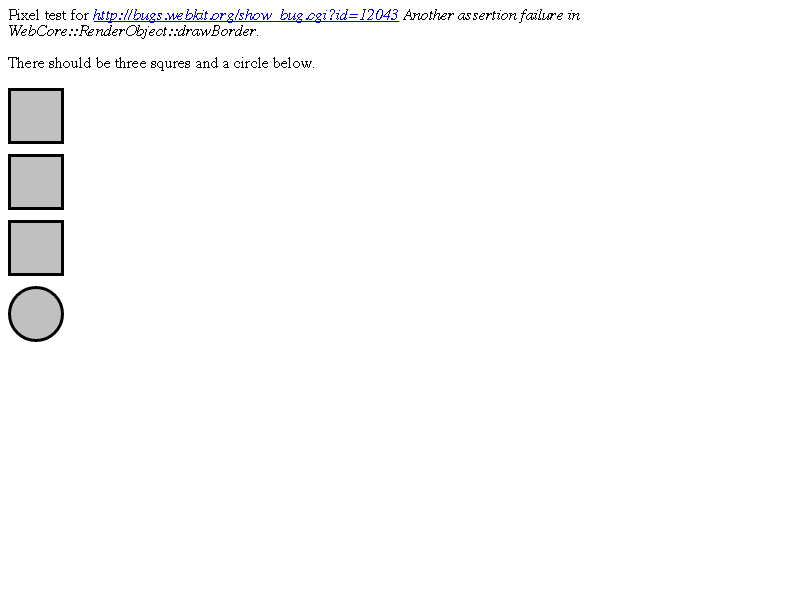 Pixel test for http://bugs.webkit.org/show_bug.cgi?id=12043 Another assertion failure in
WebCore::RenderObject::drawBorder.
There should be three squres and a circle below.